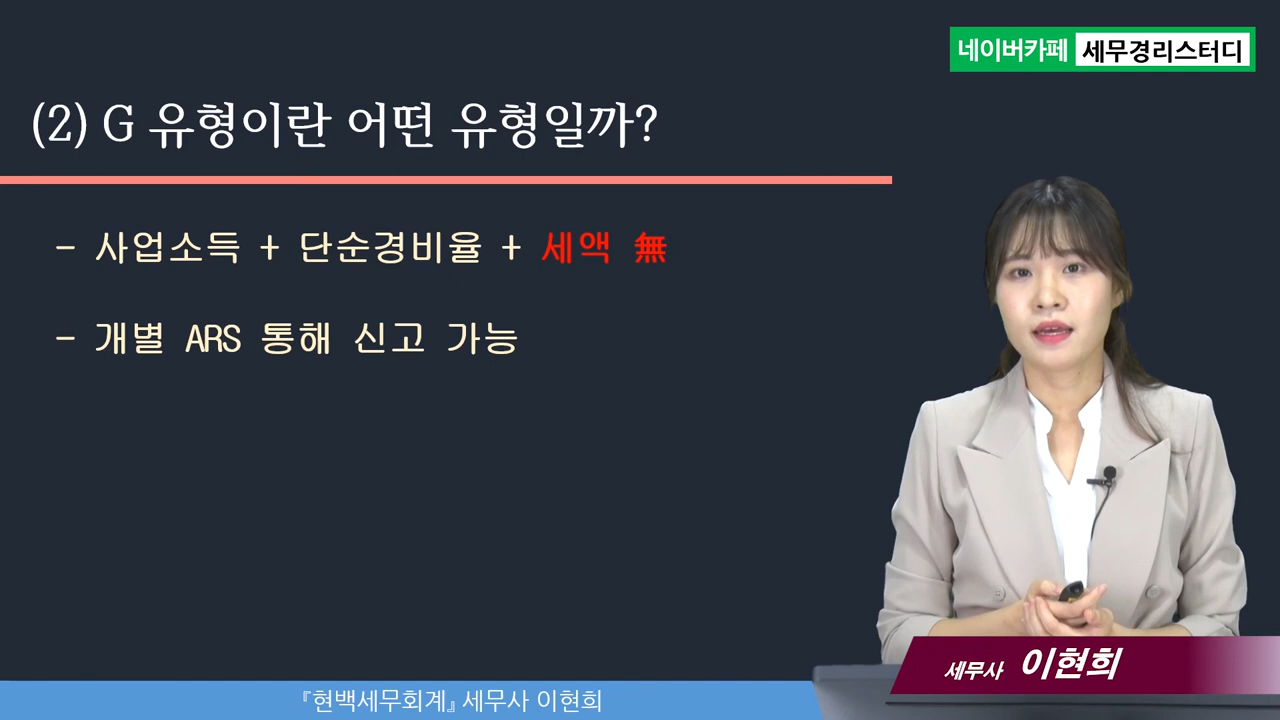 네이버카페 세무경리스터디
(2) G 유형이란 어떤 유형일까?
- 사업소득 + 단순경비율 + 세액 無
- 개별 ARS 통해 신고 가능
세무사 이현희
『현백세무회계』 세무사 이현희